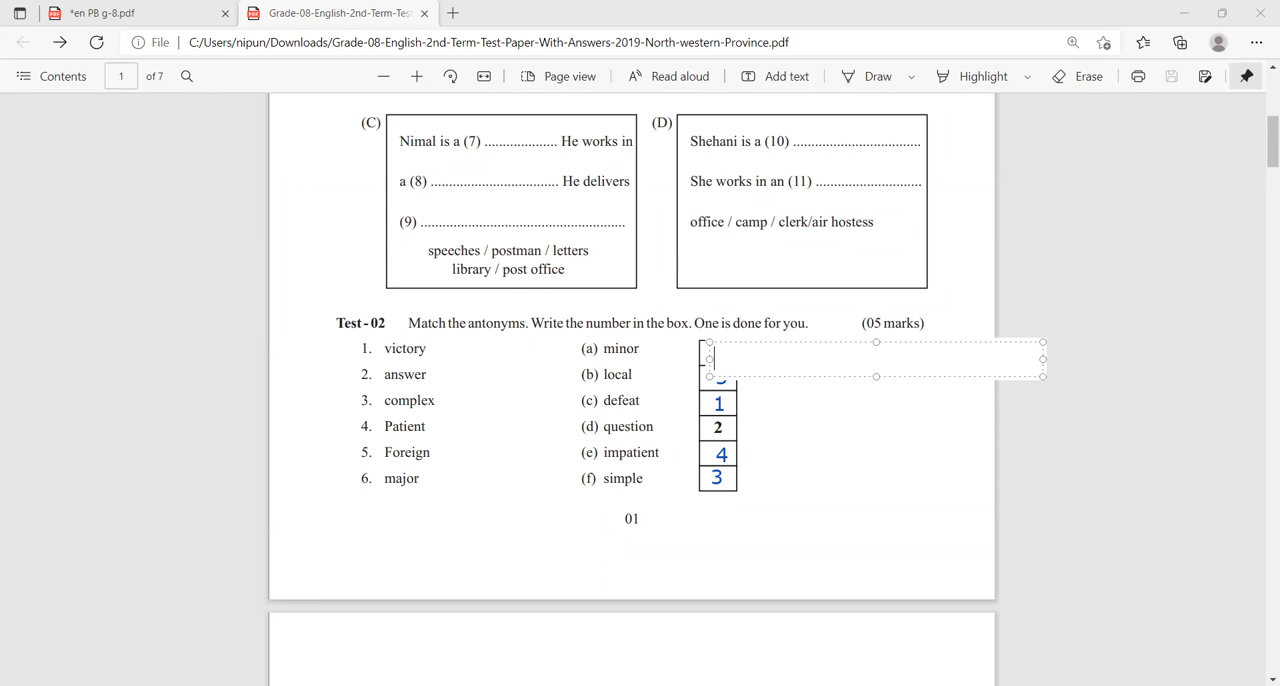 *en PB g-8.pdf
Grade-08-English-2nd-Term-Test
File C:/Users/nipun/Downloads/Grade-08-English-2nd-Term-Test-Paper-With-Answers-2019-North-western-Province.pdf
Contents 1 of 7 Page view Read aloud Add text Draw Highlight Erase
(C)
Nimal is a (7) ................... He works in
a (8) .................................. He delivers
(9) .......................................................
speeches / postman / letters
library / post office
(D)
Shehani is a (10) ..................................
She works in an (11) ............................
office / camp / clerk/air hostess
Test - 02 Match the antonyms. Write the number in the box. One is done for you. (05 marks)
1. victory (a) minor
2. answer (b) local
3. complex (c) defeat 1
4. Patient (d) question 2
5. Foreign (e) impatient 4
6. major (f) simple 3
01